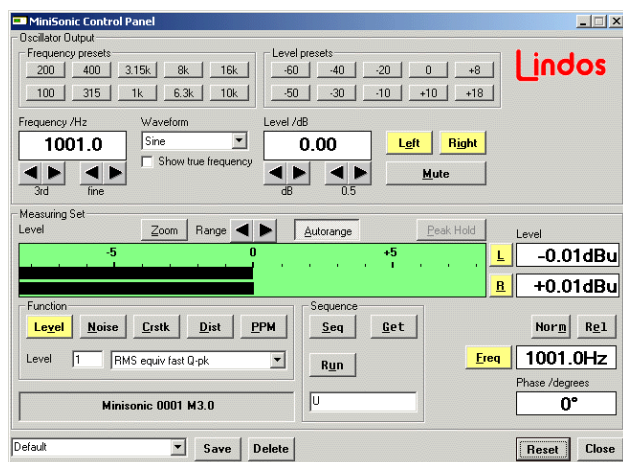 MiniSonic Control Panel
Oscillator Output
Frequency presets
200 400 3.15k 8k 16k
100 315 1k 6.3k 10k
Level presets
-60 -40 -20 0 +8
-50 -30 -10 +10 +18
Lindos
Frequency /Hz
1001.0
3rd fine
Waveform
Sine
Show true frequency
Level /dB
0.00
dB 0.5
Left Right
Mute
Measuring Set
Level Zoom Range Autorange Peak Hold Level
-5 0 +5
L -0.01dBu
R +0.01dBu
Function
Level Noise Crstk Dist PPM
Level 1 RMS equiv fast Q-pk
Minisonic 0001 M3.0
Sequence
Seq Get
Run
U
Norm Rel
Freq 1001.0Hz
Phase /degrees
0°
Default Save Delete Reset Close